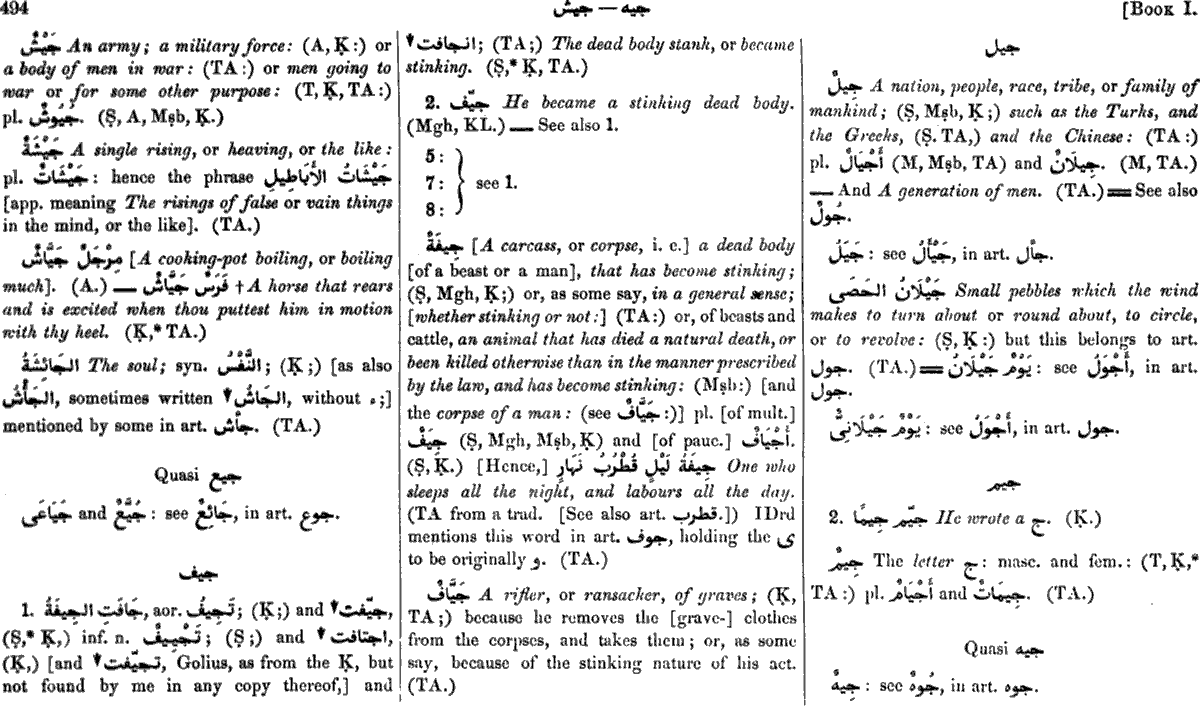 494
جيش — جيه
[BOOK I.
جَيْشٌ An army; a military force: (A, Ḳ:) or
a body of men in war: (TA:) or men going to
war or for some other purpose: (T, Ḳ, TA:)
pl. جُيُوشٌ. (Ṣ, A, Mṣb, Ḳ.)
جَيْشَةٌ A single rising, or heaving, or the like:
pl. جَيْشَاتٌ: hence the phrase جَيْشَاتُ الأَبَاطِيلِ
[app. meaning The risings of false or vain things
in the mind, or the like]. (TA.)
مِرْجَلٌ جَيَّاشٌ [A cooking-pot boiling, or boiling
much]. (A.) — فَرَسٌ جَيَّاشٌ †A horse that rears
and is excited when thou puttest him in motion
with thy heel. (Ḳ,* TA.)
الجَائِشَةُ The soul; syn. النَّفْسُ; (Ḳ;) [as also
الجَأْشُ, sometimes written ▼الجَاشُ, without ء;]
mentioned by some in art. جأش. (TA.)
Quasi جيع
جَيَاعَى and جُيَّعٌ: see جَائِعٌ, in art. جوع.
جيف
1. جَافَتِ الجِيفَةُ, aor. تَجِيفُ; (Ḳ;) and ▼جيّفت,
(Ṣ,* Ḳ,) inf. n. تَجْيِيفٌ; (Ṣ;) and ▼اجتافت,
(Ḳ,) [and ▼تجيّفت, Golius, as from the Ḳ, but
not found by me in any copy thereof,] and
▼انجافت; (TA;) The dead body stank, or became
stinking. (Ṣ,* Ḳ, TA.)
2. جيّف He became a stinking dead body.
(Mgh, KL.) — See also 1.
5:
7: } see 1.
8:
جِيفَةٌ [A carcass, or corpse, i. e.] a dead body
[of a beast or a man], that has become stinking;
(Ṣ, Mgh, Ḳ;) or, as some say, in a general sense;
[whether stinking or not:] (TA:) or, of beasts and
cattle, an animal that has died a natural death, or
been killed otherwise than in the manner prescribed
by the law, and has become stinking: (Mṣb:) [and
the corpse of a man: (see جَيَّافٌ:)] pl. [of mult.]
جِيَفٌ (Ṣ, Mgh, Mṣb, Ḳ) and [of pauc.] أَجْيَافٌ.
(Ṣ, Ḳ.) [Hence,] جِيفَةُ لَيْلٍ قُطْرُبُ نَهَارٍ One who
sleeps all the night, and labours all the day.
(TA from a trad. [See also art. قطرب.]) IDrd
mentions this word in art. جوف, holding the ى
to be originally و. (TA.)
جَيَّافٌ A rifler, or ransacker, of graves; (Ḳ,
TA;) because he removes the [grave-] clothes
from the corpses, and takes them; or, as some
say, because of the stinking nature of his act.
(TA.)
جيل
جِيلٌ A nation, people, race, tribe, or family of
mankind; (Ṣ, Mṣb, Ḳ;) such as the Turks, and
the Greeks, (Ṣ, TA,) and the Chinese: (TA:)
pl. أَجْيَالٌ (M, Mṣb, TA) and جِيلَانٌ. (M, TA.)
— And A generation of men. (TA.) ＝ See also
جُولٌ.
جَيَلُ: see جَيْأَلُ, in art. جأل.
جَيْلَانُ الحَصَى Small pebbles which the wind
makes to turn about or round about, to circle,
or to revolve: (Ṣ, Ḳ:) but this belongs to art.
جول. (TA.) ＝ يَوْمٌ جَيْلَانٌ: see أَجْوَلُ, in art.
جول.
يَوْمٌ جَيْلَانِىٌّ: see أَجْوَلُ, in art. جول.
جيم
2. جيّم جِيمًا He wrote a ج. (Ḳ.)
جِيمٌ The letter ج: masc. and fem.: (T, Ḳ,*
TA:) pl. أَجْيَامٌ and جِيمَاتٌ. (TA.)
Quasi جيه
جِيهٌ: see جُوهٌ, in art. جوه.